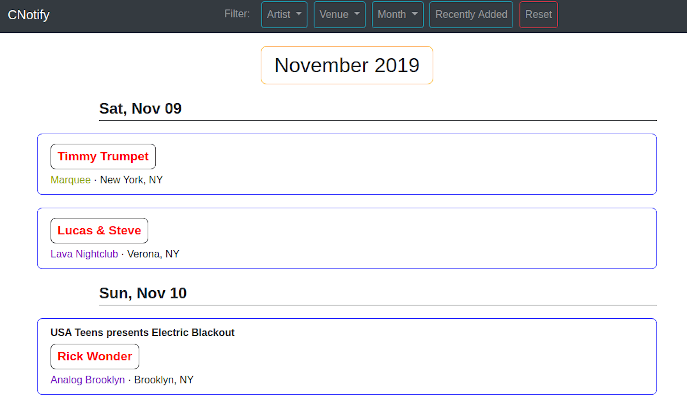 CNotify Filter: Artist Venue Month Recently Added Reset
November 2019
Sat, Nov 09
Timmy Trumpet
Marquee · New York, NY
Lucas & Steve
Lava Nightclub · Verona, NY
Sun, Nov 10
USA Teens presents Electric Blackout
Rick Wonder
Analog Brooklyn · Brooklyn, NY